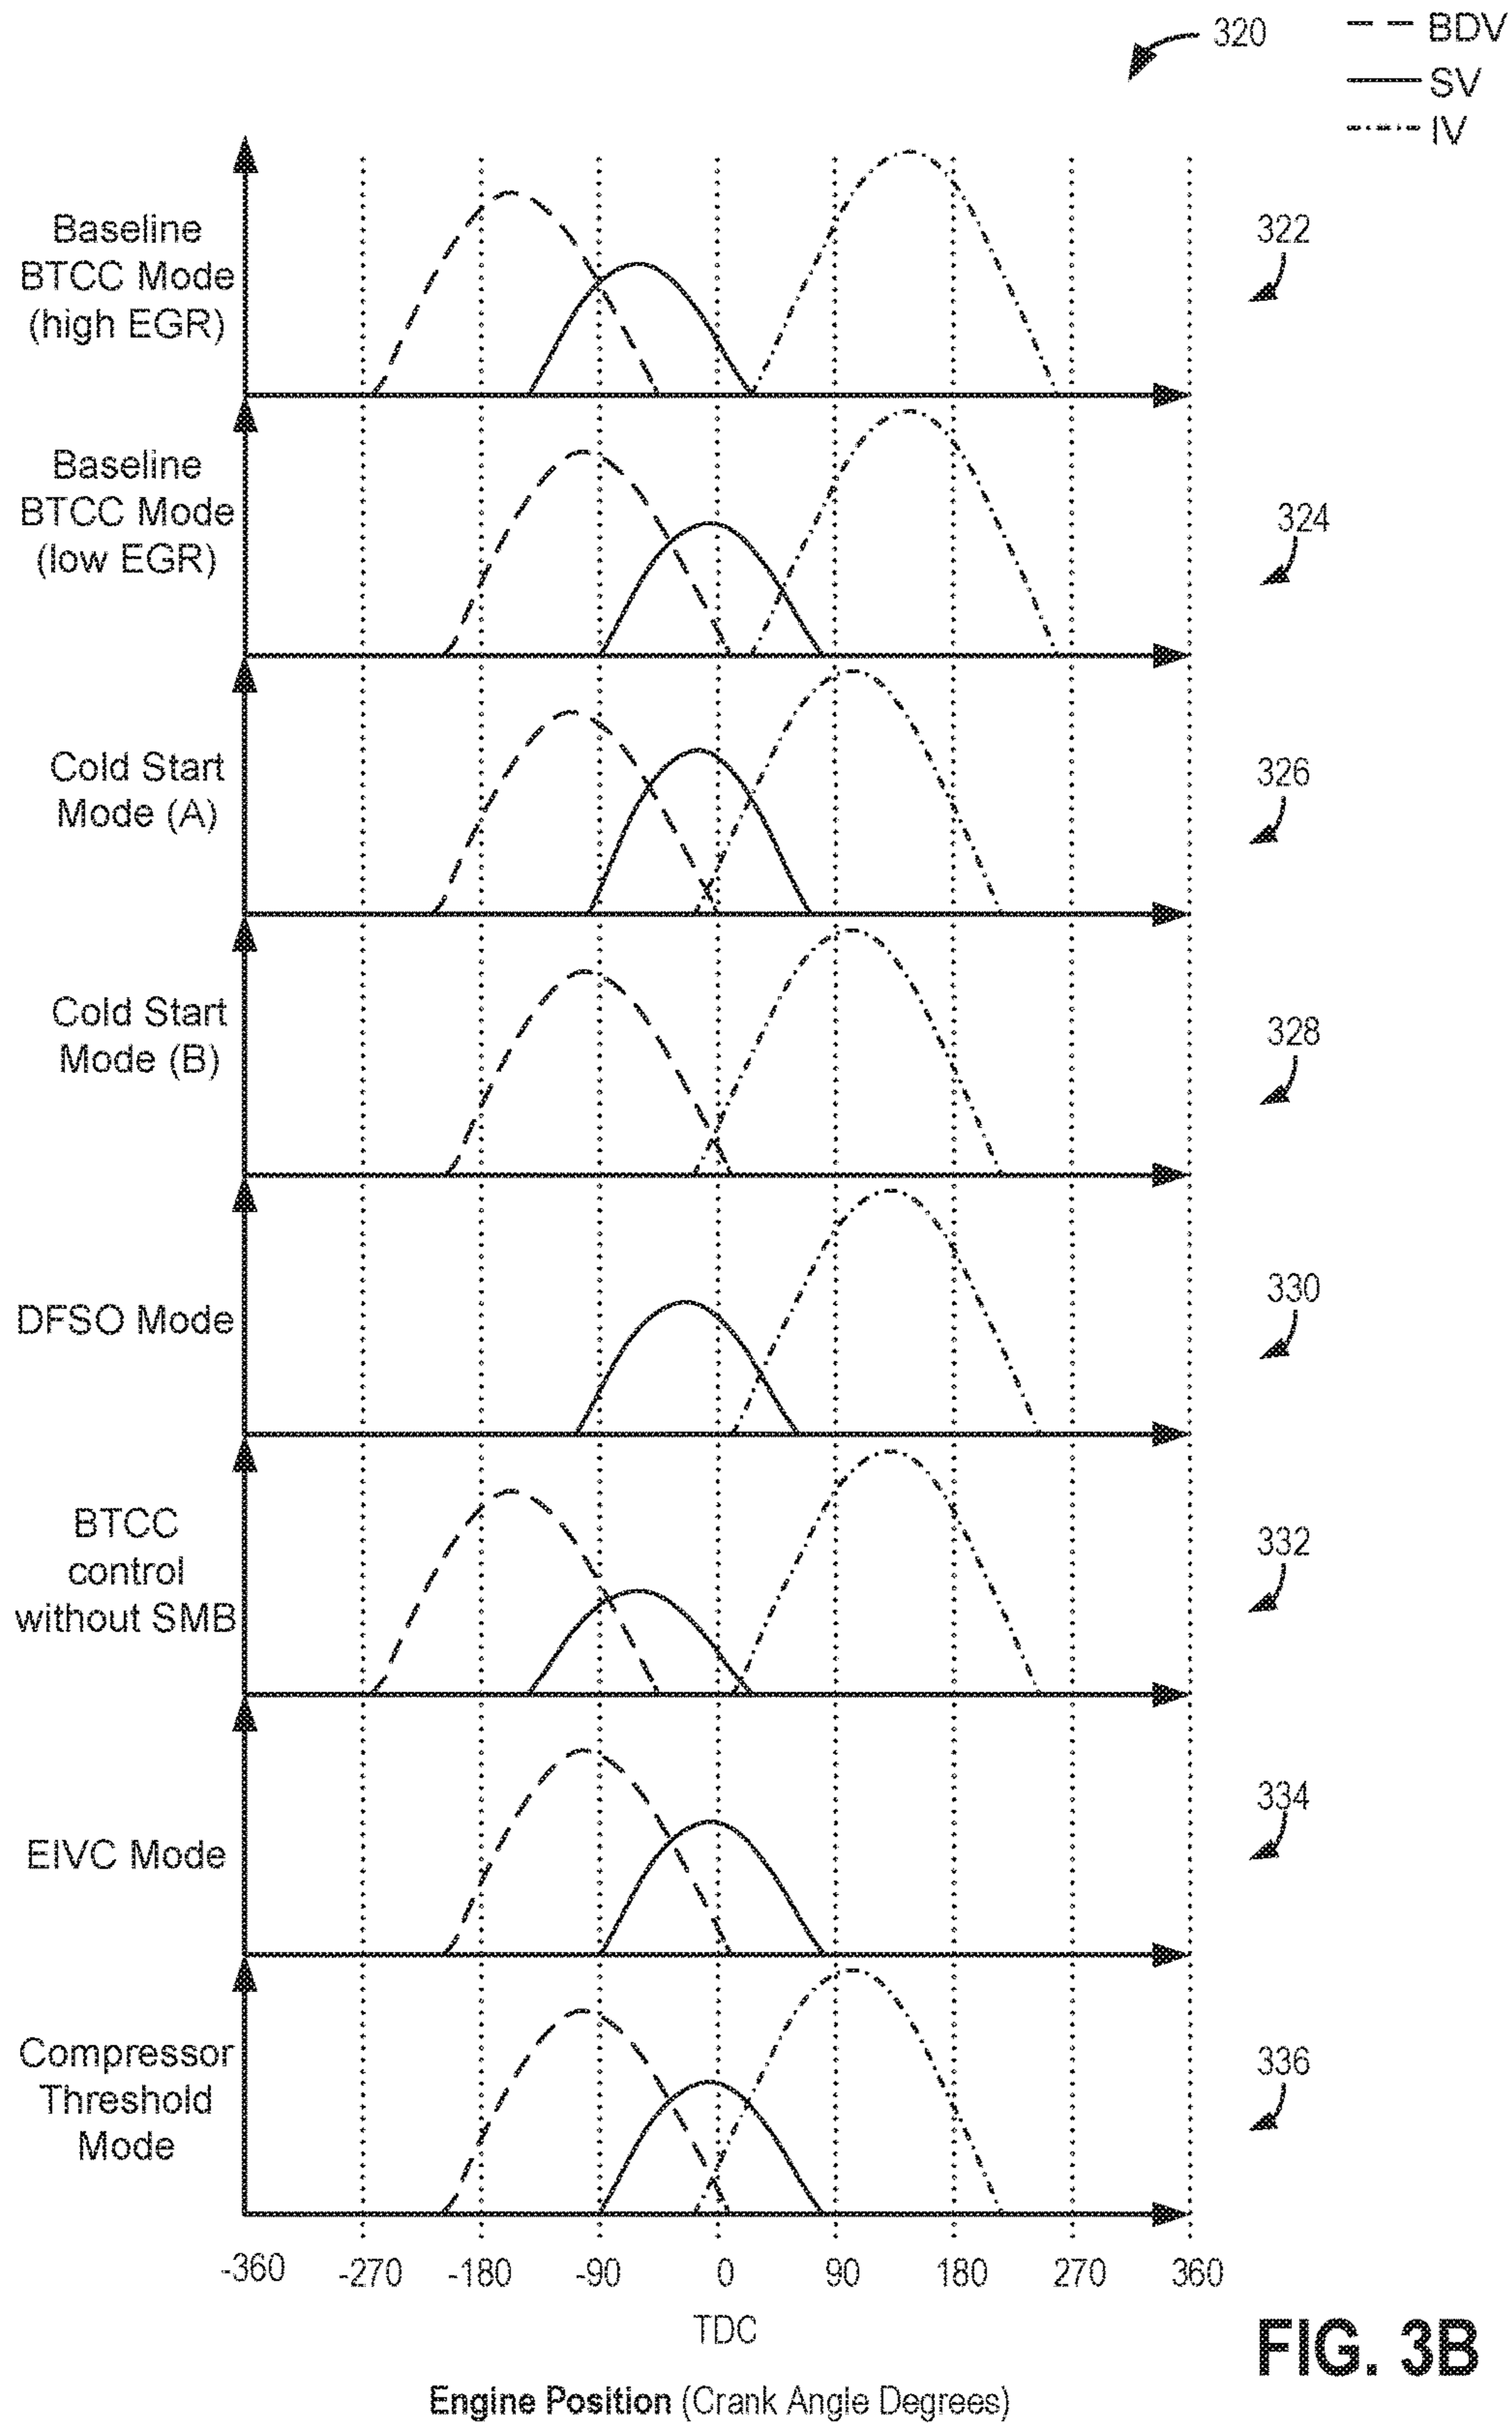 320
BDV
SV
IV
Baseline
BTCC Mode
(high EGR)
322
Baseline
BTCC Mode
(low EGR)
324
Cold Start
Mode (A)
326
Cold Start
Mode (B)
328
DFSO Mode
330
BTCC
control
without SMB
332
EIVC Mode
334
Compressor
Threshold
Mode
336
-360 -270 -180 -90 0 90 180 270 360
TDC
FIG. 3B
Engine Position (Crank Angle Degrees)